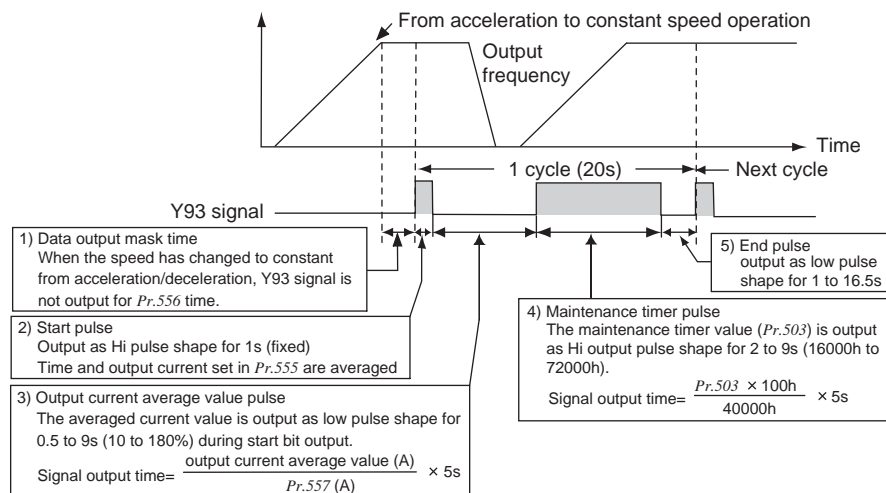 From acceleration to constant speed operation
Output
frequency
Time
1 cycle (20s)
Next cycle
Y93 signal
1) Data output mask time
When the speed has changed to constant
from acceleration/deceleration, Y93 signal is
not output for Pr.556 time.
2) Start pulse
Output as Hi pulse shape for 1s (fixed)
Time and output current set in Pr.555 are averaged
3) Output current average value pulse
The averaged current value is output as low pulse shape for
0.5 to 9s (10 to 180%) during start bit output.
Signal output time= output current average value (A) × 5s
Pr.557 (A)
5) End pulse
output as low pulse
shape for 1 to 16.5s
4) Maintenance timer pulse
The maintenance timer value (Pr.503) is output
as Hi output pulse shape for 2 to 9s (16000h to
72000h).
Signal output time= Pr.503 × 100h × 5s
40000h